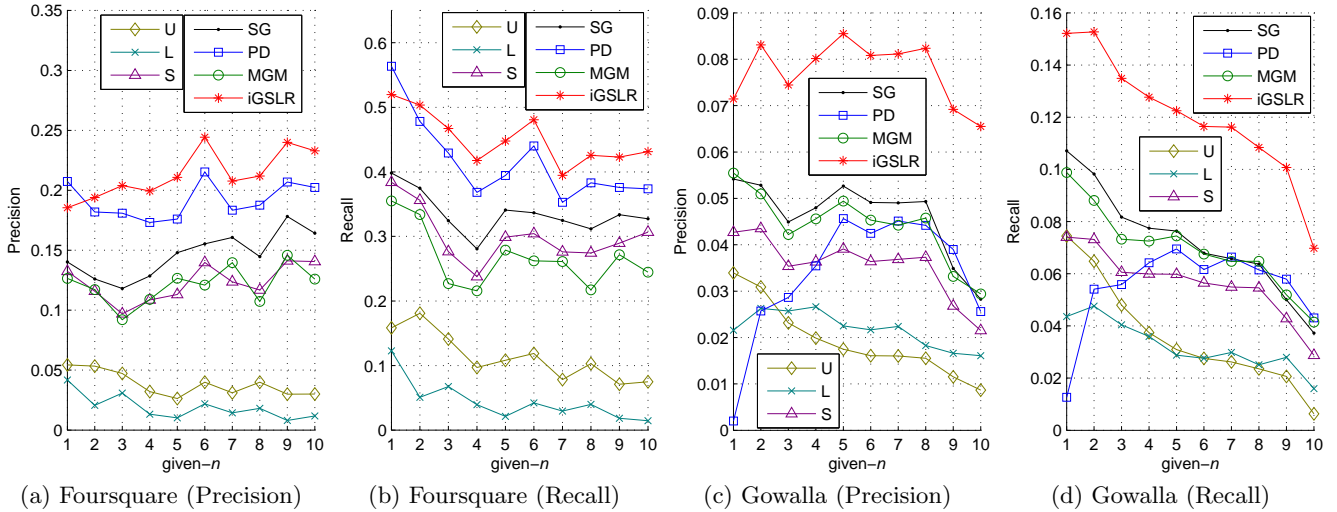 0.35
0.3
0.25
0.2
0.15
0.1
0.05
0
Precision
1 2 3 4 5 6 7 8 9 10
given-n
U
L
S
SG
PD
MGM
iGSLR
(a) Foursquare (Precision)
0.6
0.5
0.4
0.3
0.2
0.1
0
Recall
1 2 3 4 5 6 7 8 9 10
given-n
U
L
S
SG
PD
MGM
iGSLR
(b) Foursquare (Recall)
0.09
0.08
0.07
0.06
0.05
0.04
0.03
0.02
0.01
0
Precision
1 2 3 4 5 6 7 8 9 10
given-n
SG
PD
MGM
iGSLR
U
L
S
(c) Gowalla (Precision)
0.16
0.14
0.12
0.1
0.08
0.06
0.04
0.02
0
Recall
1 2 3 4 5 6 7 8 9 10
given-n
SG
PD
MGM
iGSLR
U
L
S
(d) Gowalla (Recall)